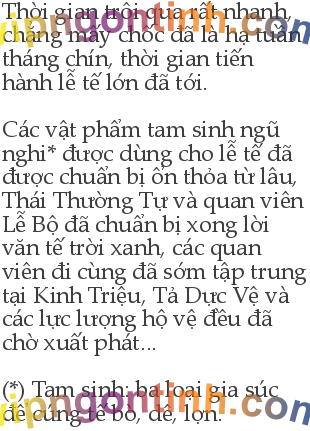 Thời gian trôi qua rất nhanh,
chẳng mấy chốc đã là hạ tuần
tháng chín, thời gian tiến
hành lễ tế lớn đã tới.

Các vật phẩm tam sinh ngũ
nghi* được dùng cho lễ tế đã
được chuẩn bị ổn thỏa từ lâu,
Thái Thường Tự và quan viên
Lễ Bộ đã chuẩn bị xong lời
văn tế trời xanh, các quan
viên đi cùng đã sớm tập trung
tại Kinh Triệu, Tả Dực Vệ và
các lực lượng hộ vệ đều đã
chờ xuất phát...

(*) Tam sinh: ba loại gia súc
để cúng tế bò, dê, lợn.
vipngontinh.com
vipngontinh.com